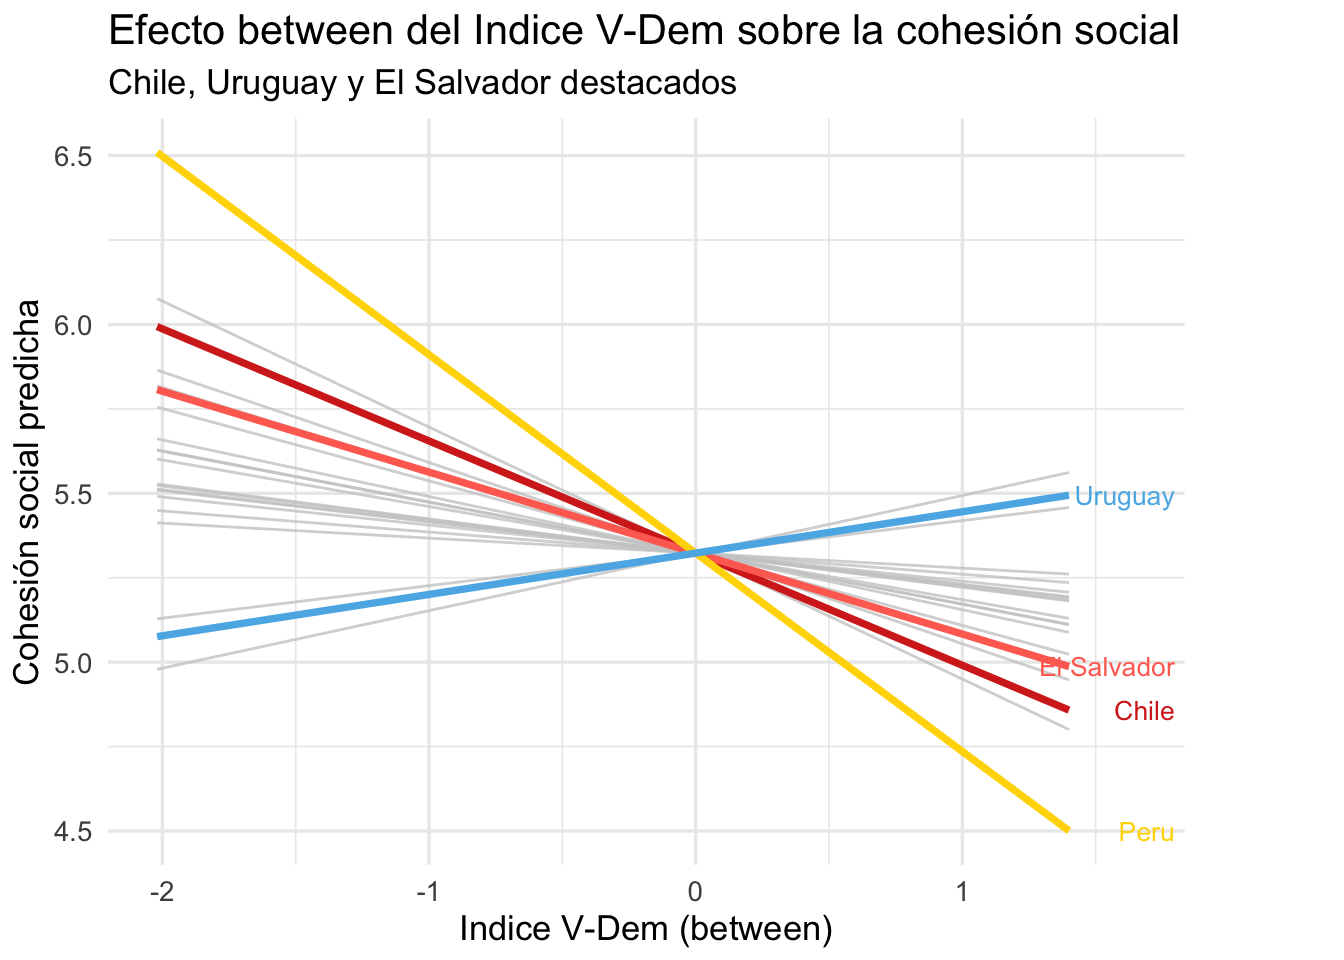 Efecto between del Indice V-Dem sobre la cohesión social
Chile, Uruguay y El Salvador destacados
Cohesión social predicha
6.5
6.0
5.5
5.0
4.5
Uruguay
El Salvador
Chile
Peru
-2
-1
0
1
Indice V-Dem (between)